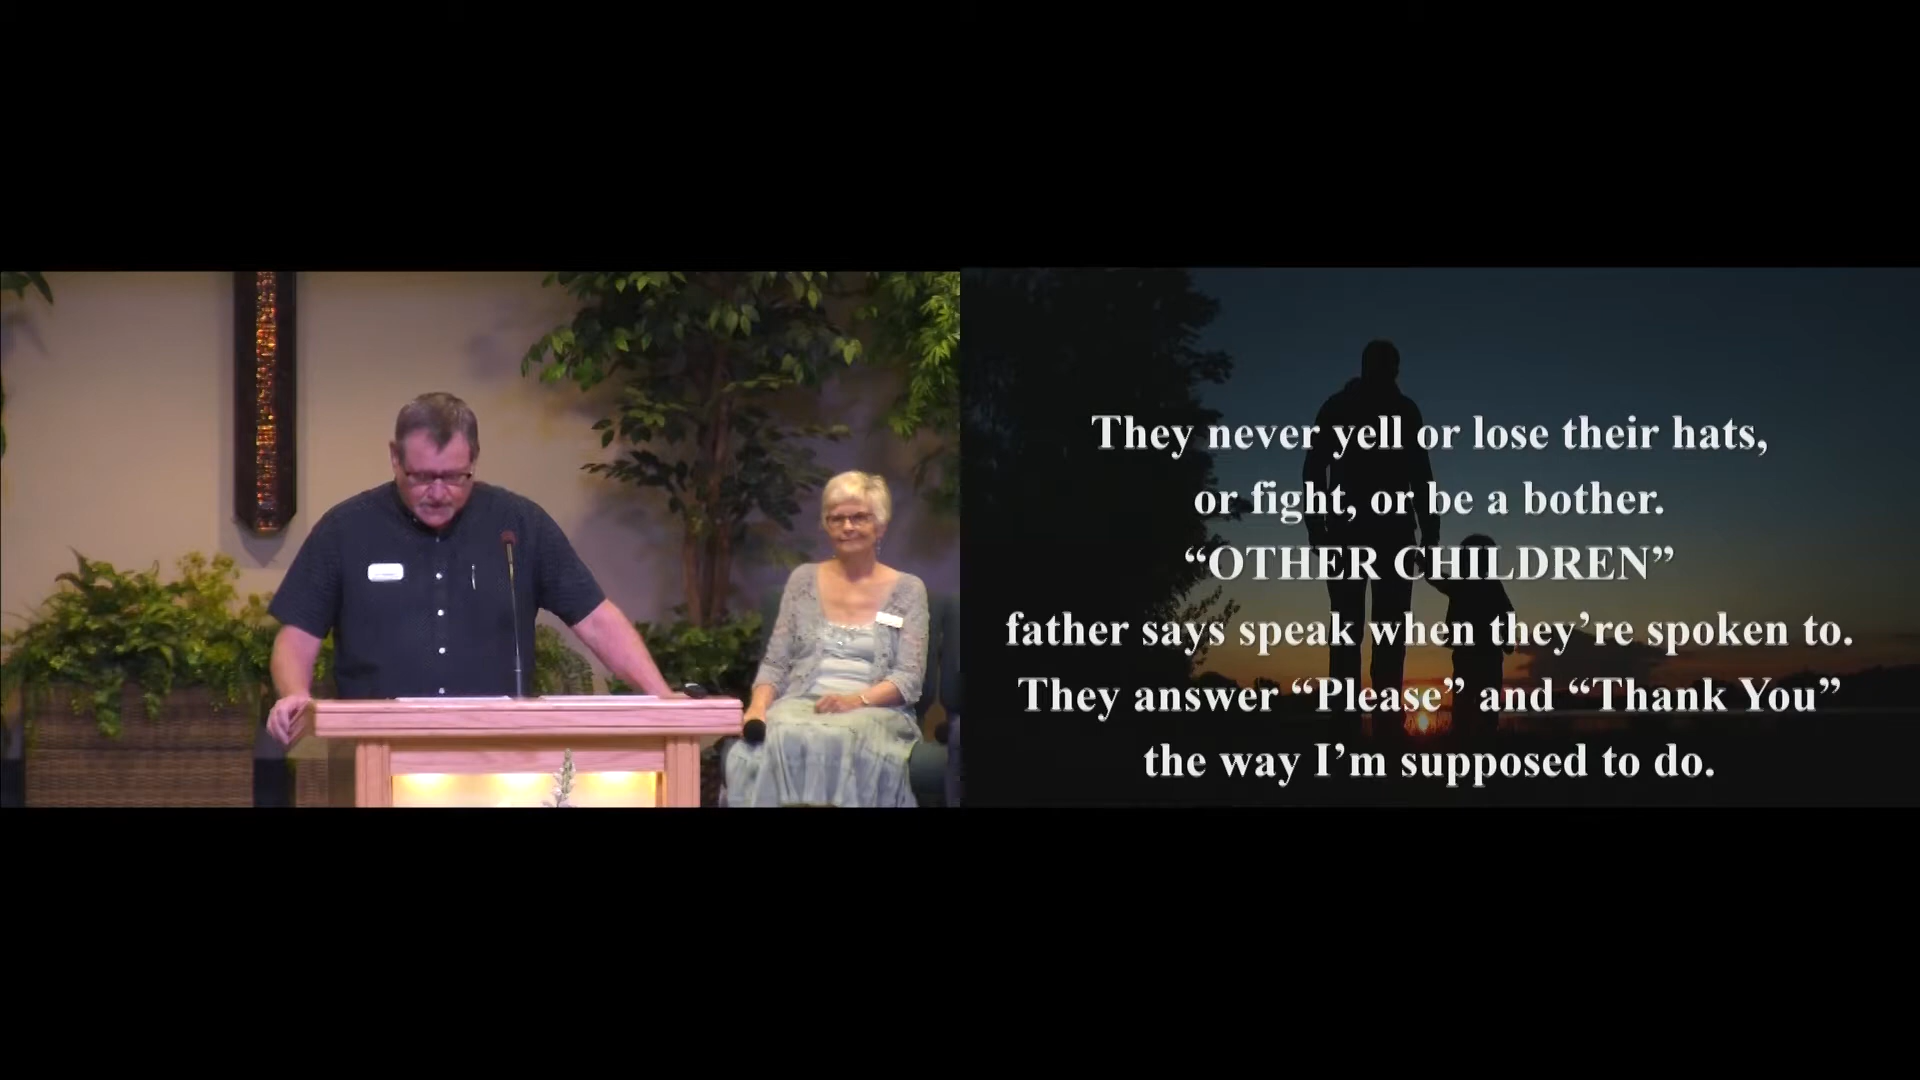 They never yell or lose their hats,
or fight, or be a bother.
“OTHER CHILDREN”
father says speak when they’re spoken to.
They answer “Please” and “Thank You”
the way I’m supposed to do.